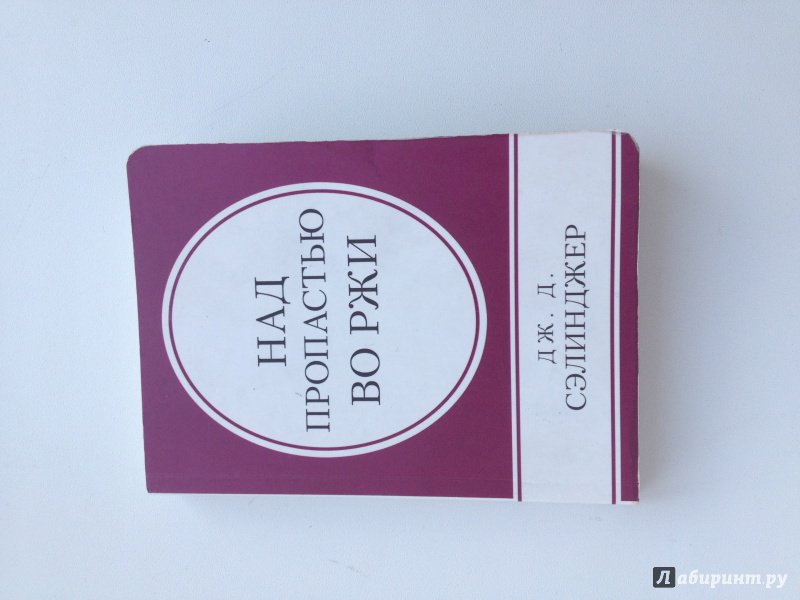 НАД
ПРОПАСТЬЮ
ВО РЖИ
ДЖ. Д.
СЭЛИНДЖЕР
Лабиринт.ру